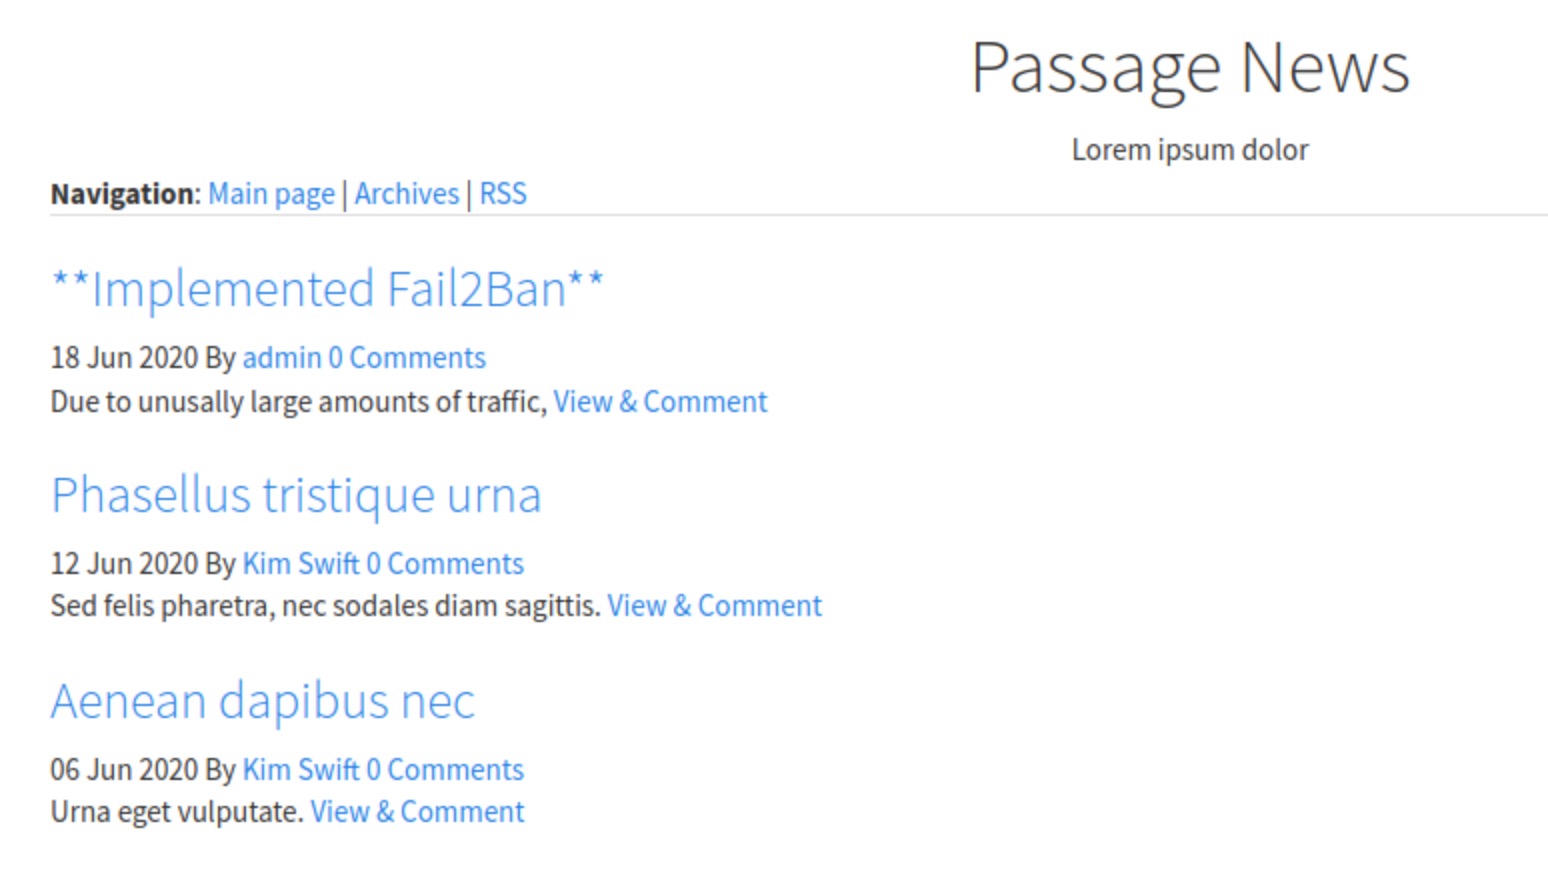 Passage News
Lorem ipsum dolor
Navigation: Main page | Archives | RSS
**Implemented Fail2Ban**
18 Jun 2020 By admin 0 Comments
Due to unusally large amounts of traffic, View & Comment
Phasellus tristique urna
12 Jun 2020 By Kim Swift 0 Comments
Sed felis pharetra, nec sodales diam sagittis. View & Comment
Aenean dapibus nec
06 Jun 2020 By Kim Swift 0 Comments
Urna eget vulputate. View & Comment